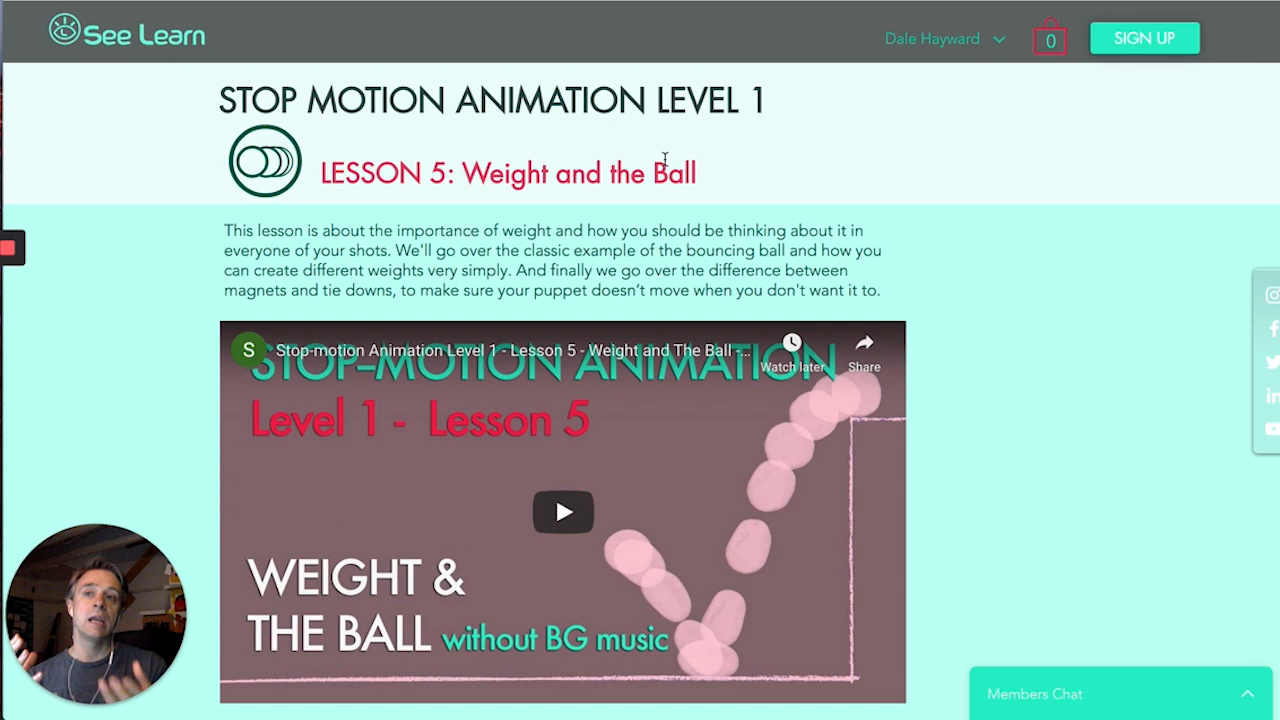 See Learn
Dale Hayward
0
SIGN UP
STOP MOTION ANIMATION LEVEL 1
LESSON 5: Weight and the Ball
This lesson is about the importance of weight and how you should be thinking about it in
everyone of your shots. We'll go over the classic example of the bouncing ball and how you
can create different weights very simply. And finally we go over the difference between
magnets and tie downs, to make sure your puppet doesn’t move when you don't want it to.
S
Stop-motion Animation Level 1 - Lesson 5 - Weight and The Ball -...
Watch later
Share
STOP-MOTION ANIMATION
Level 1 - Lesson 5
WEIGHT &
THE BALL without BG music
Members Chat